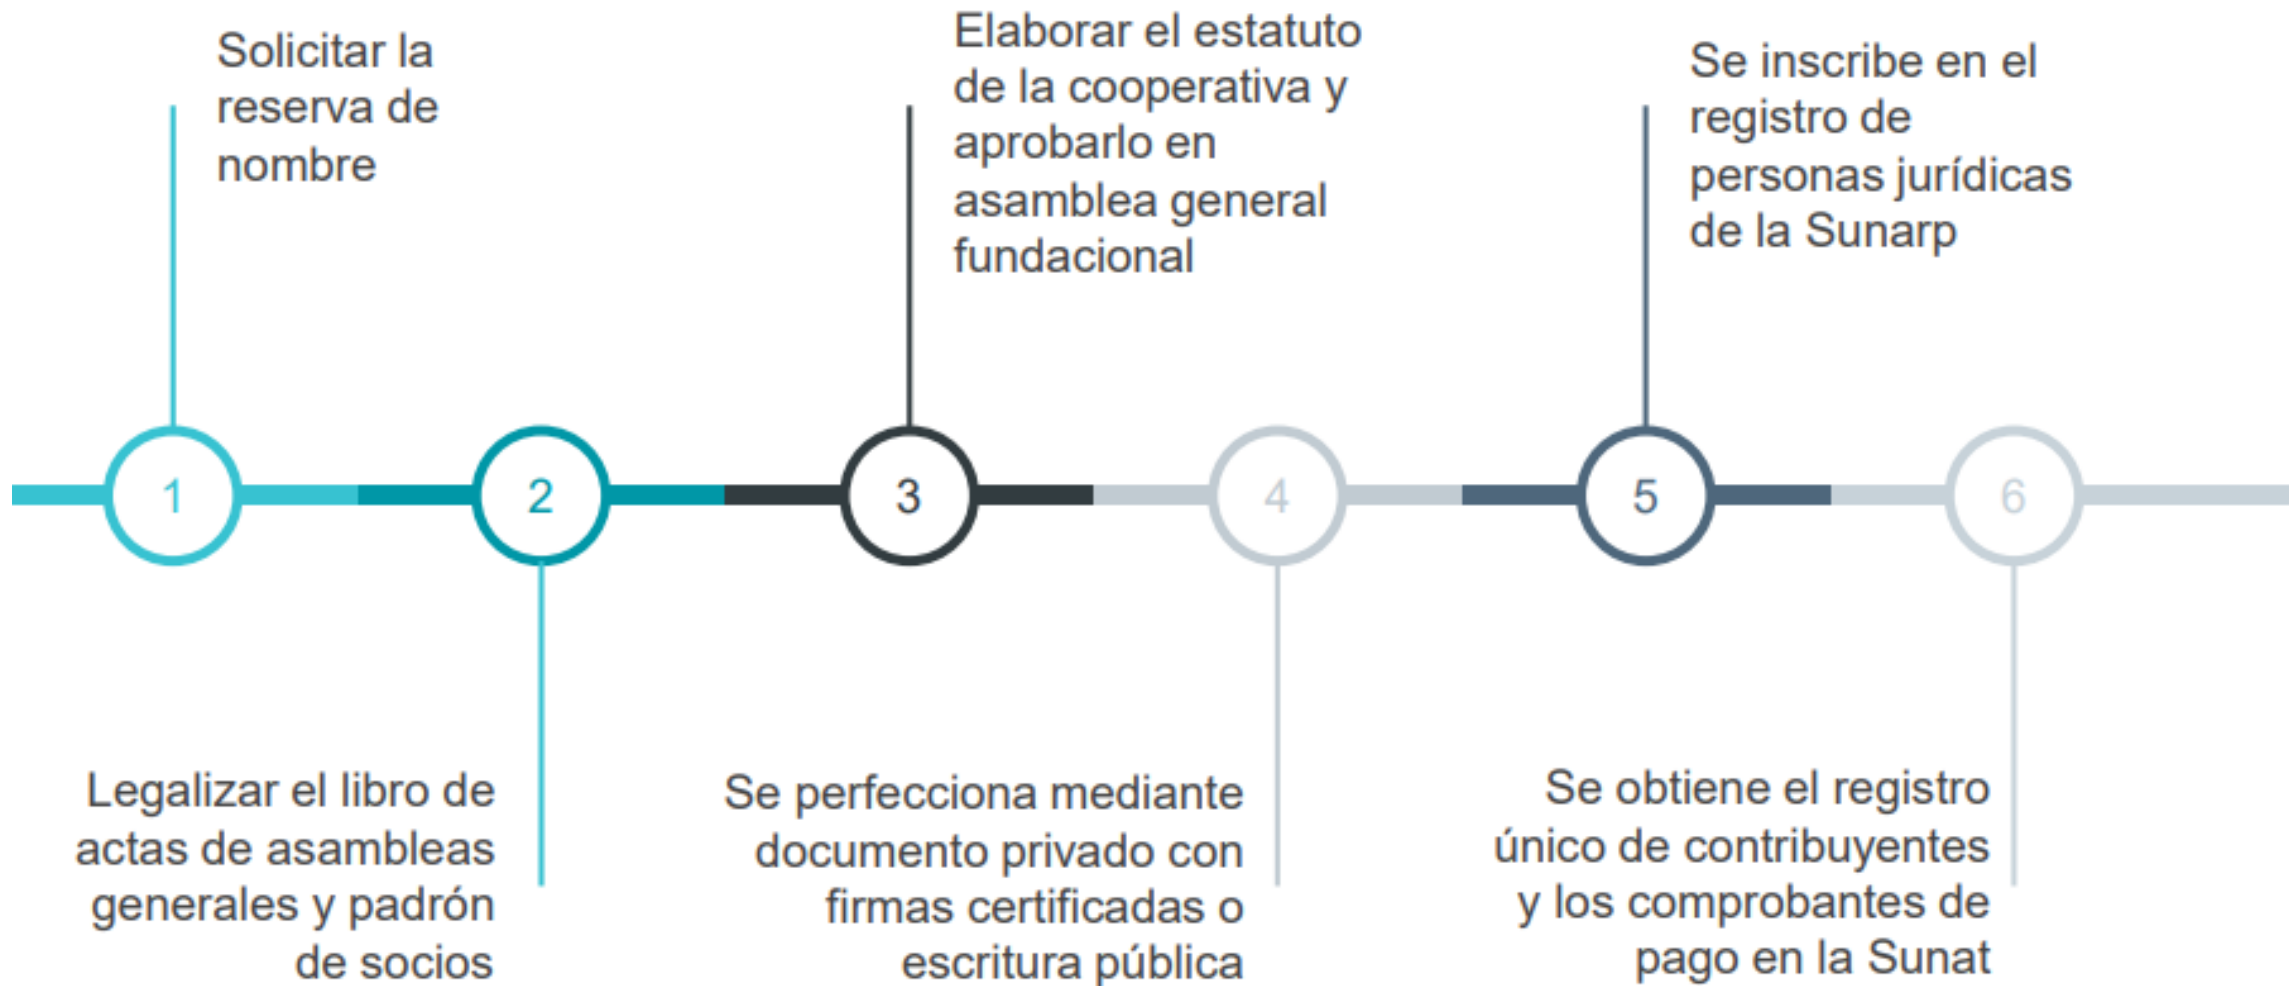 Solicitar la
reserva de
nombre
Elaborar el estatuto
de la cooperativa y
aprobarlo en
asamblea general
fundacional
Se inscribe en el
registro de
personas jurídicas
de la Sunarp
1
2
3
4
5
6
Legalizar el libro de
actas de asambleas
generales y padrón
de socios
Se perfecciona mediante
documento privado con
firmas certificadas o
escritura pública
Se obtiene el registro
único de contribuyentes
y los comprobantes de
pago en la Sunat